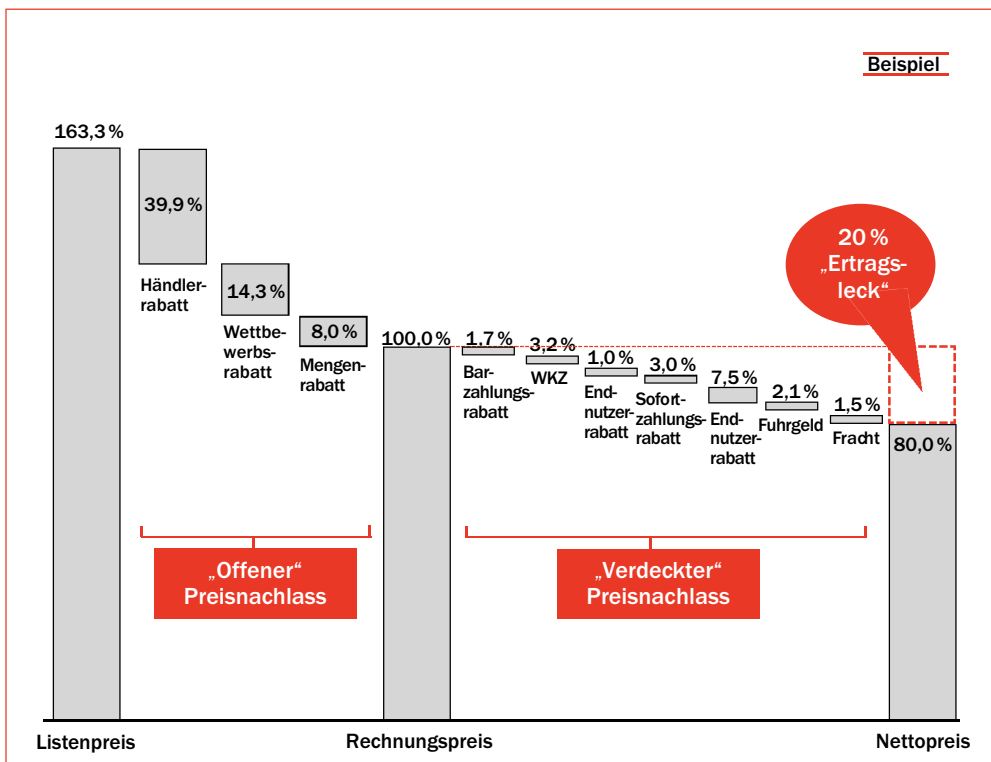 Beispiel
163,3 %
39,9 %
Händler-
rabatt
14,3 %
Wettbe-
werbs-
rabatt
8,0 %
Mengen-
rabatt
100,0 %
1,7 %
Bar-
zahlungs-
rabatt
3,2 %
WKZ
1,0 %
End-
nutzer-
rabatt
3,0 %
Sofort-
zahlungs-
rabatt
7,5 %
End-
nutzer-
rabatt
2,1 %
Fuhrgeld
1,5 %
Fracht
20 %
„Ertrags-
leck“
80,0 %
„Offener“
Preisnachlass
„Verdeckter“
Preisnachlass
Listenpreis
Rechnungspreis
Nettopreis